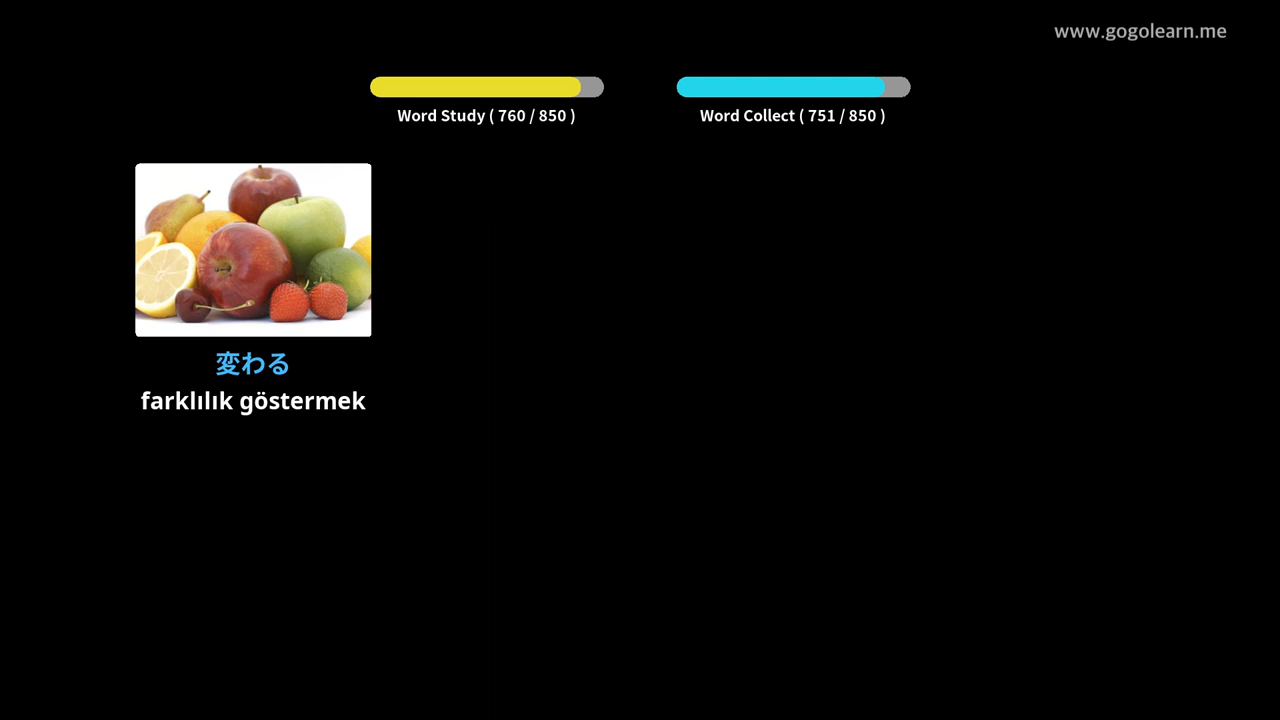 www.gogolearn.me
Word Study ( 760 / 850 )
Word Collect ( 751 / 850 )
変わる
farklılık göstermek